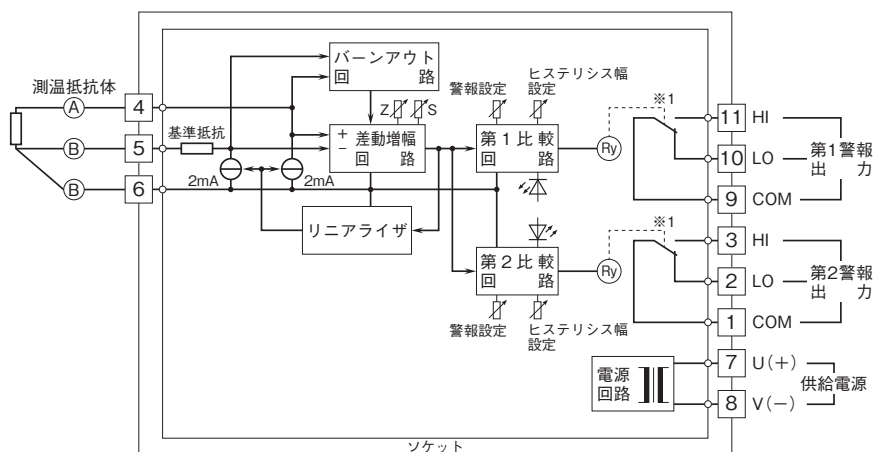 測温抵抗体
A
B
B
4
5
6
基準抵抗
2mA
2mA
バーンアウト
回路
Z
S
+
−
差動増幅
回路
リニアライザ
警報設定
ヒステリシス幅
設定
第1比較
回路
Ry
※1
第2比較
回路
Ry
※1
警報設定
ヒステリシス幅
設定
電源
回路
11 HI
10 LO
9 COM
第1警報
出力
3 HI
2 LO
1 COM
第2警報
出力
7 U(+)
8 V(−)
供給電源
ソケット